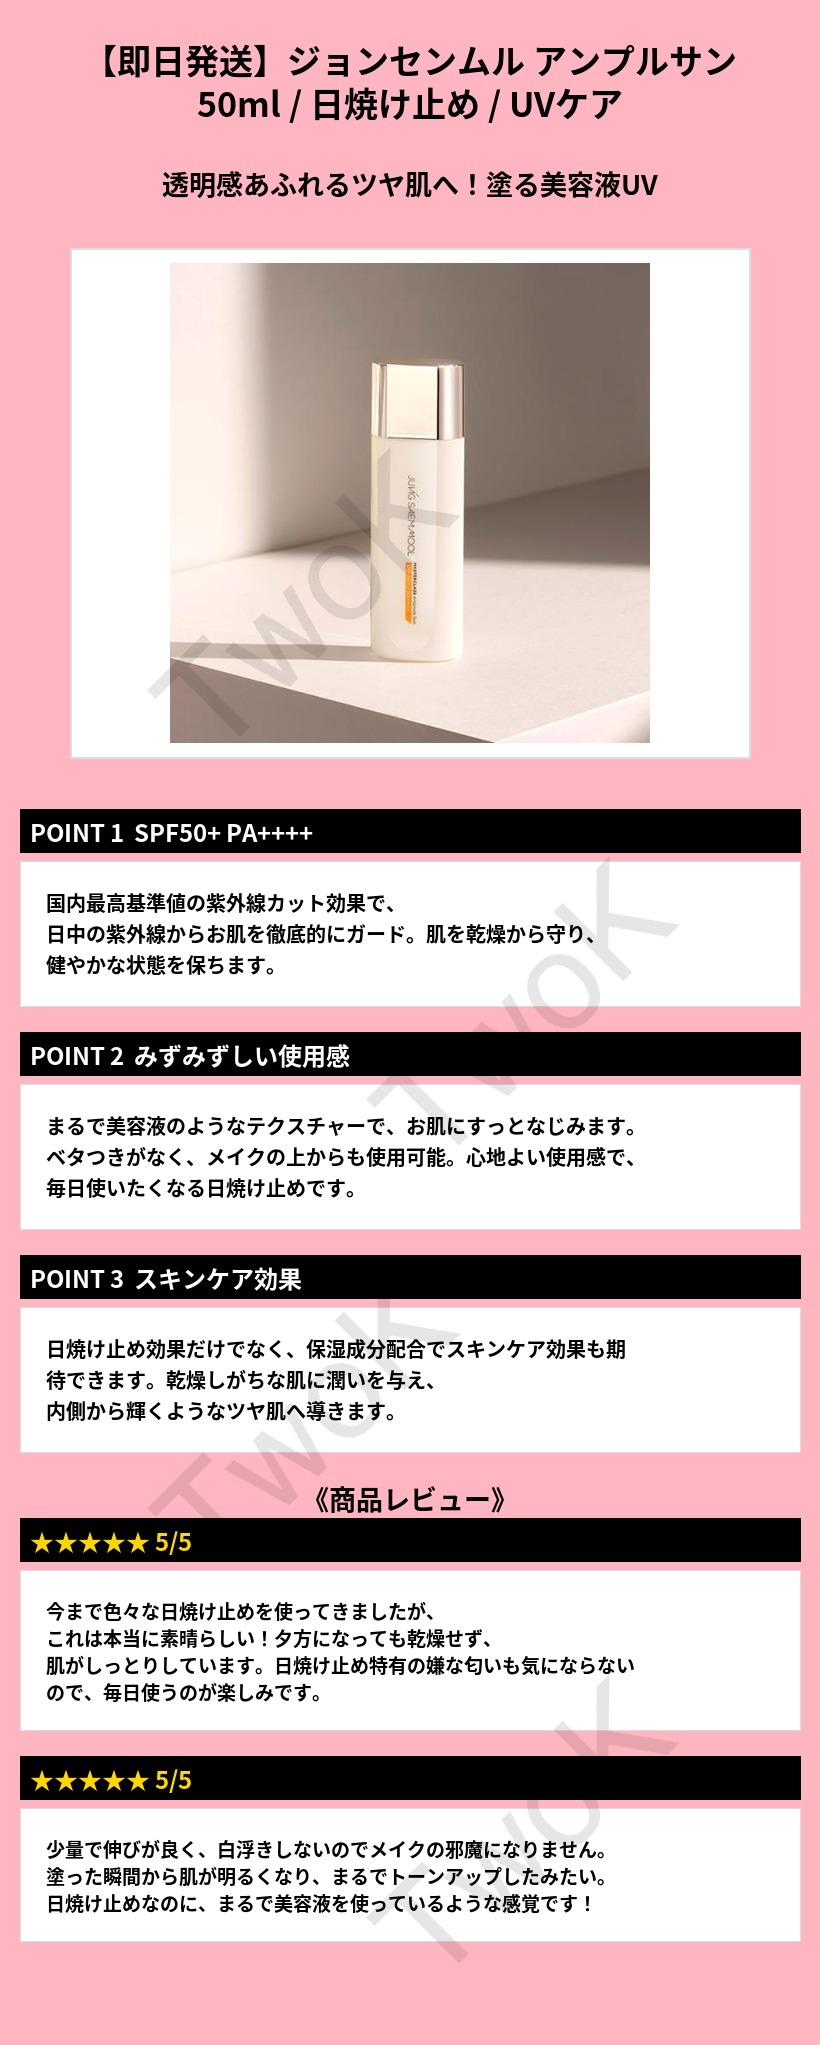 【即日発送】ジョンセンムル アンプルサン
50ml / 日焼け止め / UVケア
透明感あふれるツヤ肌へ！塗る美容液UV
JUNG SAEM MOOL
MASTERCLASS Ampoule Sun
TwoK
POINT 1 SPF50+ PA++++
国内最高基準値の紫外線カット効果で、
日中の紫外線からお肌を徹底的にガード。肌を乾燥から守り、
健やかな状態を保ちます。
TwoK
POINT 2 みずみずしい使用感
まるで美容液のようなテクスチャーで、お肌にすっとなじみます。
ベタつきがなく、メイクの上からも使用可能。心地よい使用感で、
毎日使いたくなる日焼け止めです。
POINT 3 スキンケア効果
日焼け止め効果だけでなく、保湿成分配合でスキンケア効果も期
待できます。乾燥しがちな肌に潤いを与え、
内側から輝くようなツヤ肌へ導きます。
TwoK
《商品レビュー》
★★★★★ 5/5
今まで色々な日焼け止めを使ってきましたが、
これは本当に素晴らしい！夕方になっても乾燥せず、
肌がしっとりしています。日焼け止め特有の嫌な匂いも気にならない
ので、毎日使うのが楽しみです。
★★★★★ 5/5
少量で伸びが良く、白浮きしないのでメイクの邪魔になりません。
塗った瞬間から肌が明るくなり、まるでトーンアップしたみたい。
日焼け止めなのに、まるで美容液を使っているような感覚です！
TwoK